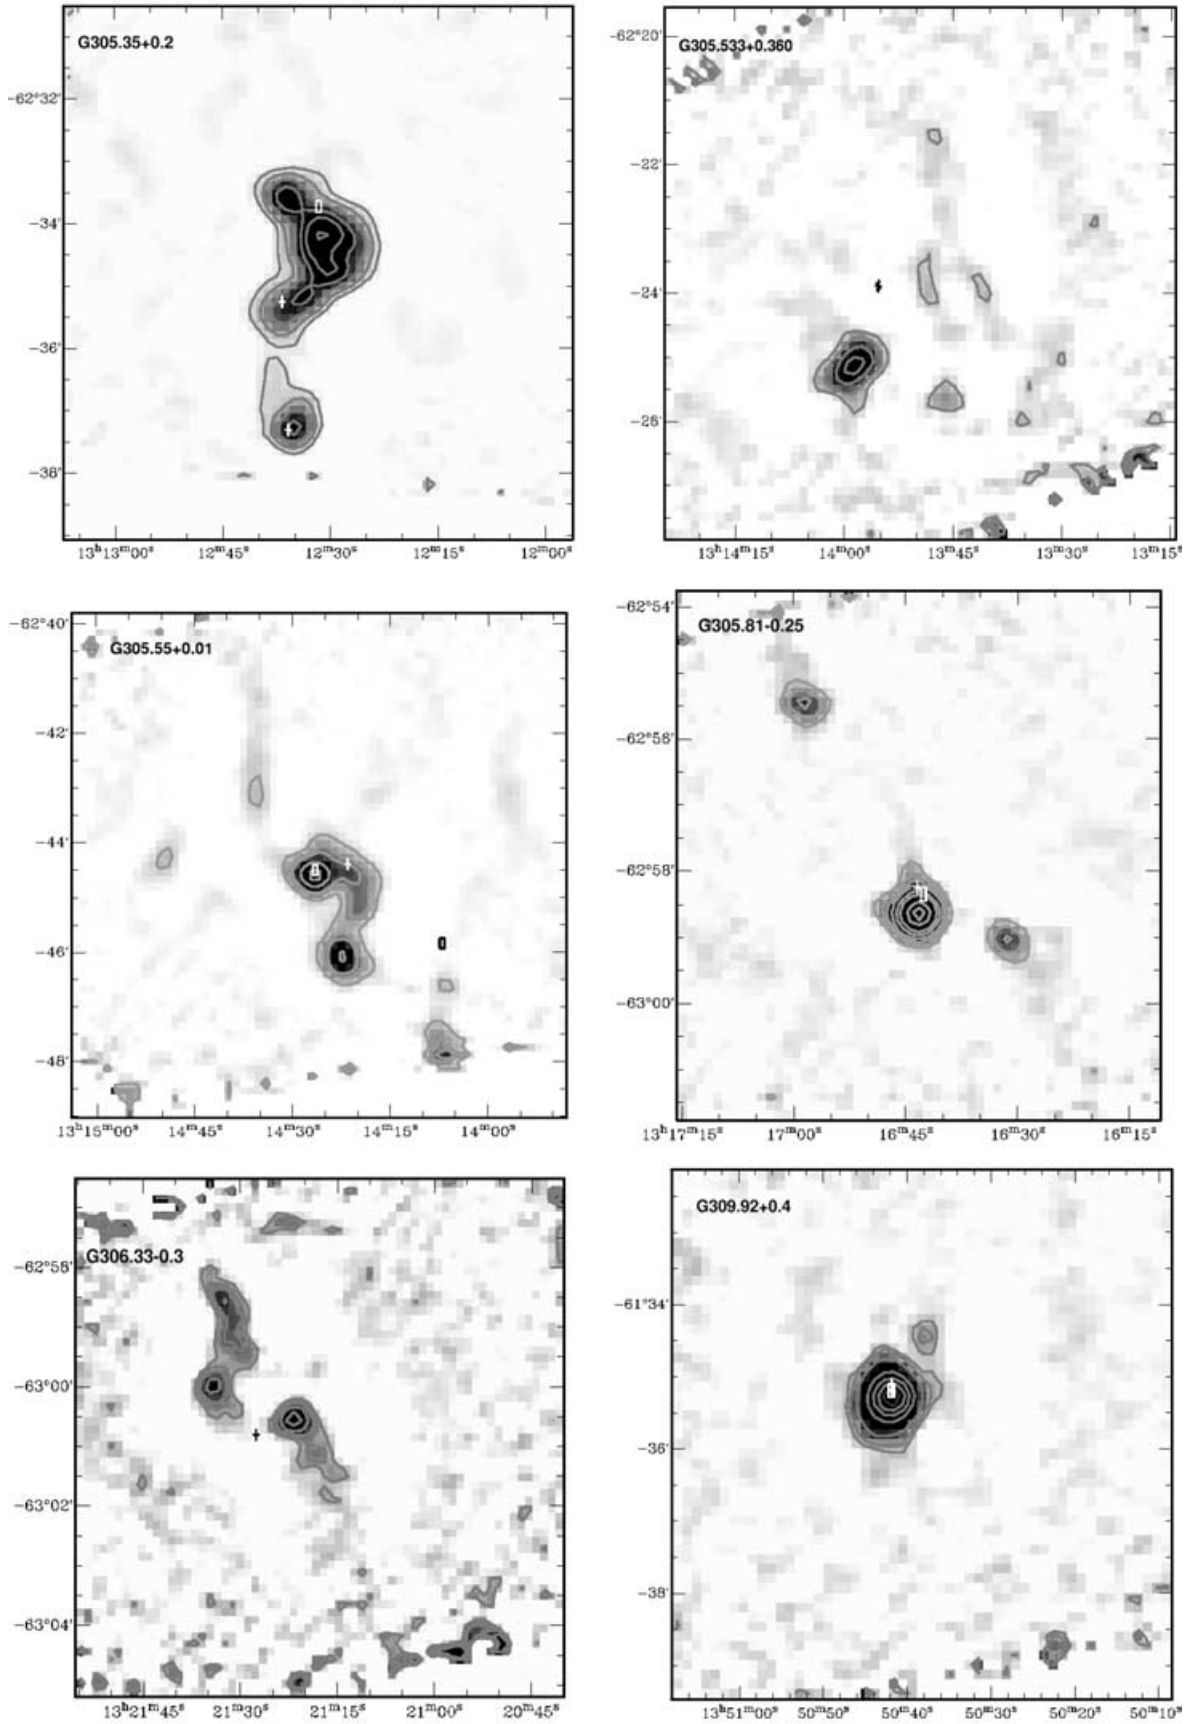 G305.35+0.2
−62°32′
−34′
−36′
−38′
13ʰ13ᵐ00ˢ 12ᵐ45ˢ 12ᵐ30ˢ 12ᵐ15ˢ 12ᵐ00ˢ
G305.533+0.360
−62°20′
−22′
−24′
−26′
13ʰ14ᵐ15ˢ 14ᵐ00ˢ 13ᵐ45ˢ 13ᵐ30ˢ 13ᵐ15ˢ
G305.55+0.01
−62°40′
−42′
−44′
−46′
−48′
13ʰ15ᵐ00ˢ 14ᵐ45ˢ 14ᵐ30ˢ 14ᵐ15ˢ 14ᵐ00ˢ
G305.81-0.25
−62°54′
−62°58′
−62°58′
−63°00′
13ʰ17ᵐ15ˢ 17ᵐ00ˢ 16ᵐ45ˢ 16ᵐ30ˢ 16ᵐ15ˢ
G306.33-0.3
−62°58′
−63°00′
−63°02′
−63°04′
13ʰ21ᵐ45ˢ 21ᵐ30ˢ 21ᵐ15ˢ 21ᵐ00ˢ 20ᵐ45ˢ
G309.92+0.4
−61°34′
−36′
−38′
13ʰ51ᵐ00ˢ 50ᵐ50ˢ 50ᵐ40ˢ 50ᵐ30ˢ 50ᵐ20ˢ 50ᵐ10ˢ